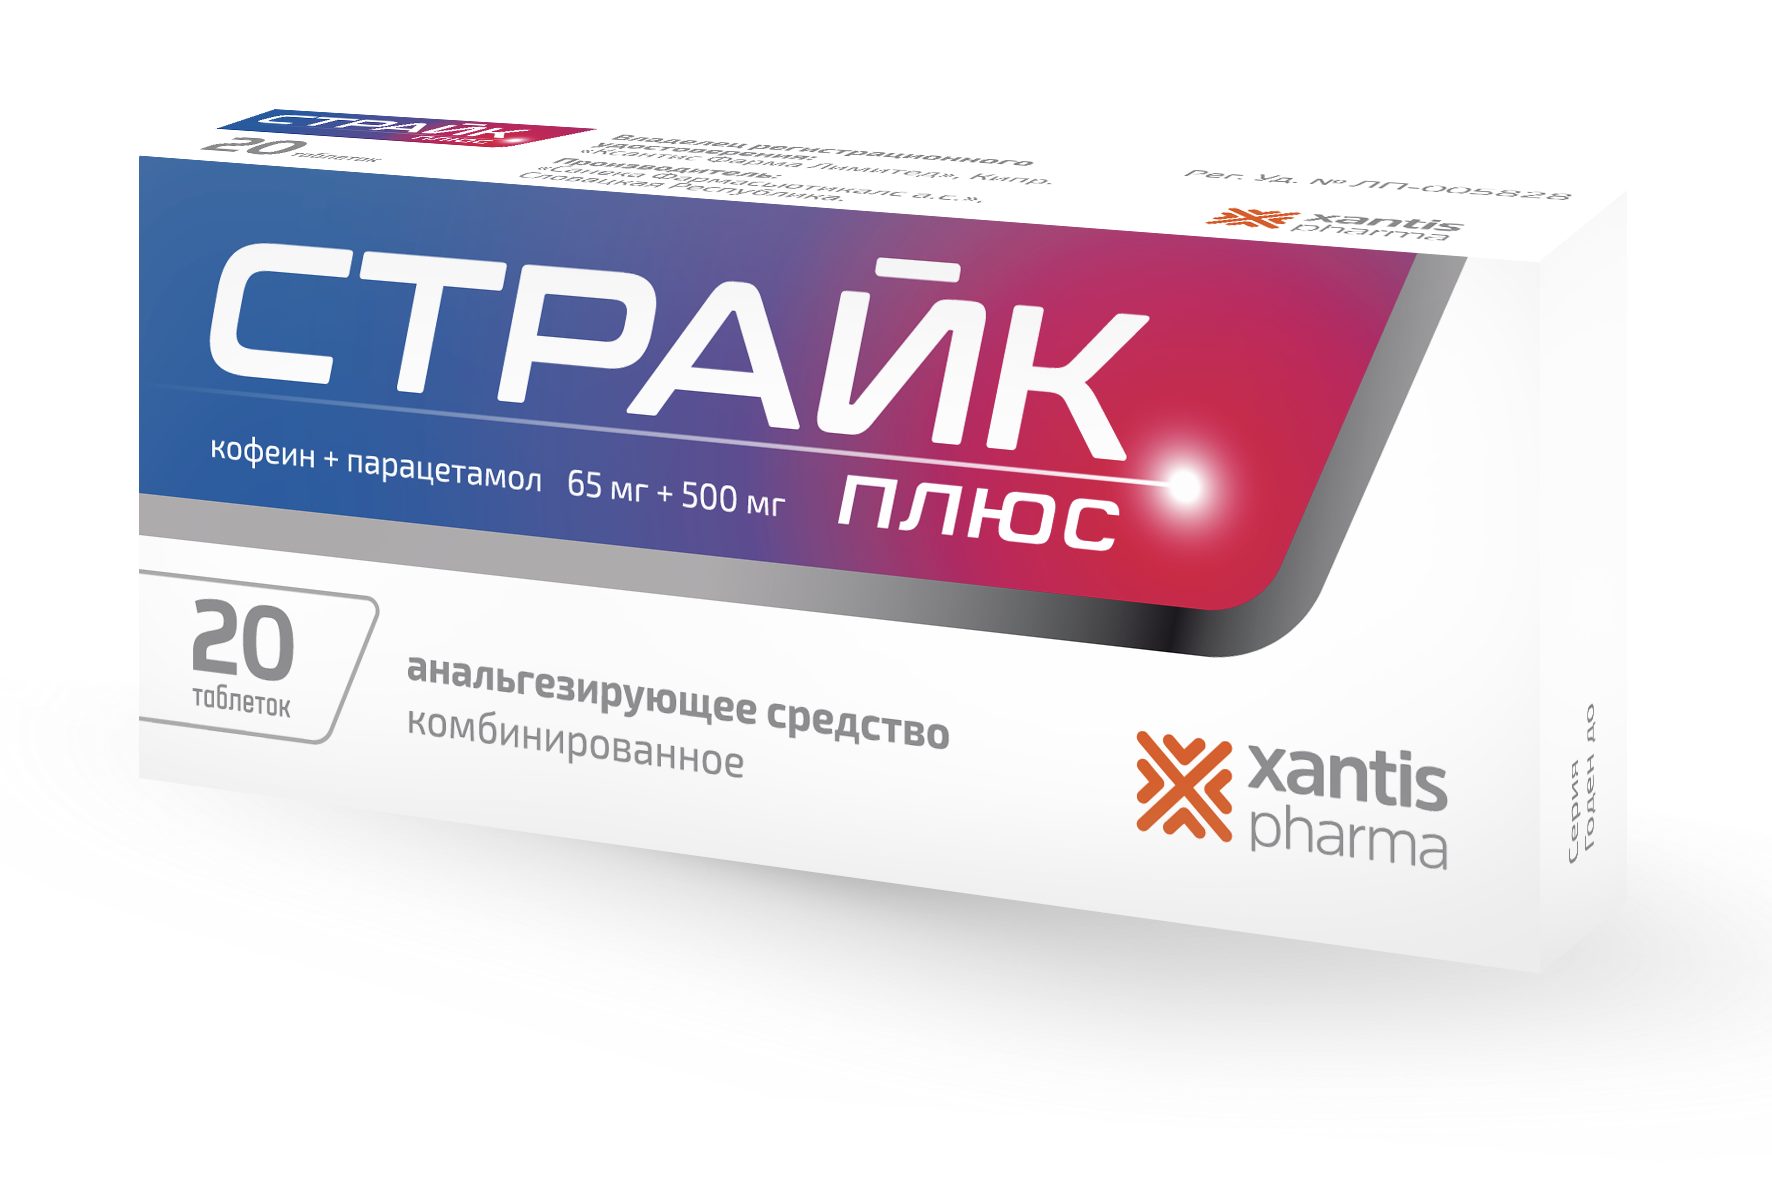 СТРАЙК
плюс
20 таблеток
Владелец регистрационного
удостоверения:
«Ксантис Фарма Лимитед», Кипр.
Производитель:
«Санека Фармасьютикалс а.с.»,
Словацкая Республика.
Рег. Уд. № ЛП-005828
xantis
pharma
СТРАЙК
плюс
кофеин + парацетамол 65 мг + 500 мг
20
таблеток
анальгезирующее средство
комбинированное
xantis
pharma
Серия
Годен до